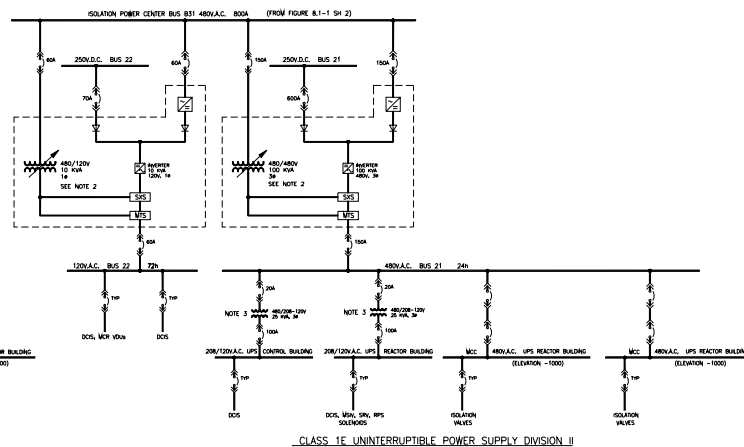 ISOLATION POWER CENTER BUS B31 480V.A.C. 800A (FROM FIGURE 8.1-1 SH 2)
60A
250V.D.C. BUS 22
60A
150A
250V.D.C. BUS 21
150A
70A
600A
480/120V
10 KVA
1ø
SEE NOTE 2
INVERTER
10 KVA
120V, 1ø
480/480V
100 KVA
3ø
SEE NOTE 2
INVERTER
100 KVA
480V, 3ø
SXS
SXS
MTS
MTS
60A
150A
120V.A.C. BUS 22 72h
480V.A.C. BUS 21 24h
TYP
TYP
20A
20A
NOTE 3
480/208-120V
25 KVA, 3ø
NOTE 3
480/208-120V
25 KVA, 3ø
DCIS, MCR VDUs
DCIS
100A
100A
OR BUILDING
00)
208/120V.A.C. UPS CONTROL BUILDING
208/120V.A.C. UPS REACTOR BUILDING
MCC 480V.A.C. UPS REACTOR BUILDING
(ELEVATION -1000)
MCC 480V.A.C. UPS REACTOR BUILDING
(ELEVATION -1000)
TYP
TYP
TYP
TYP
DCIS
DCIS, MSIV, SRV, RPS
SOLENOIDS
ISOLATION
VALVES
ISOLATION
VALVES
CLASS 1E UNINTERRUPTIBLE POWER SUPPLY DIVISION II